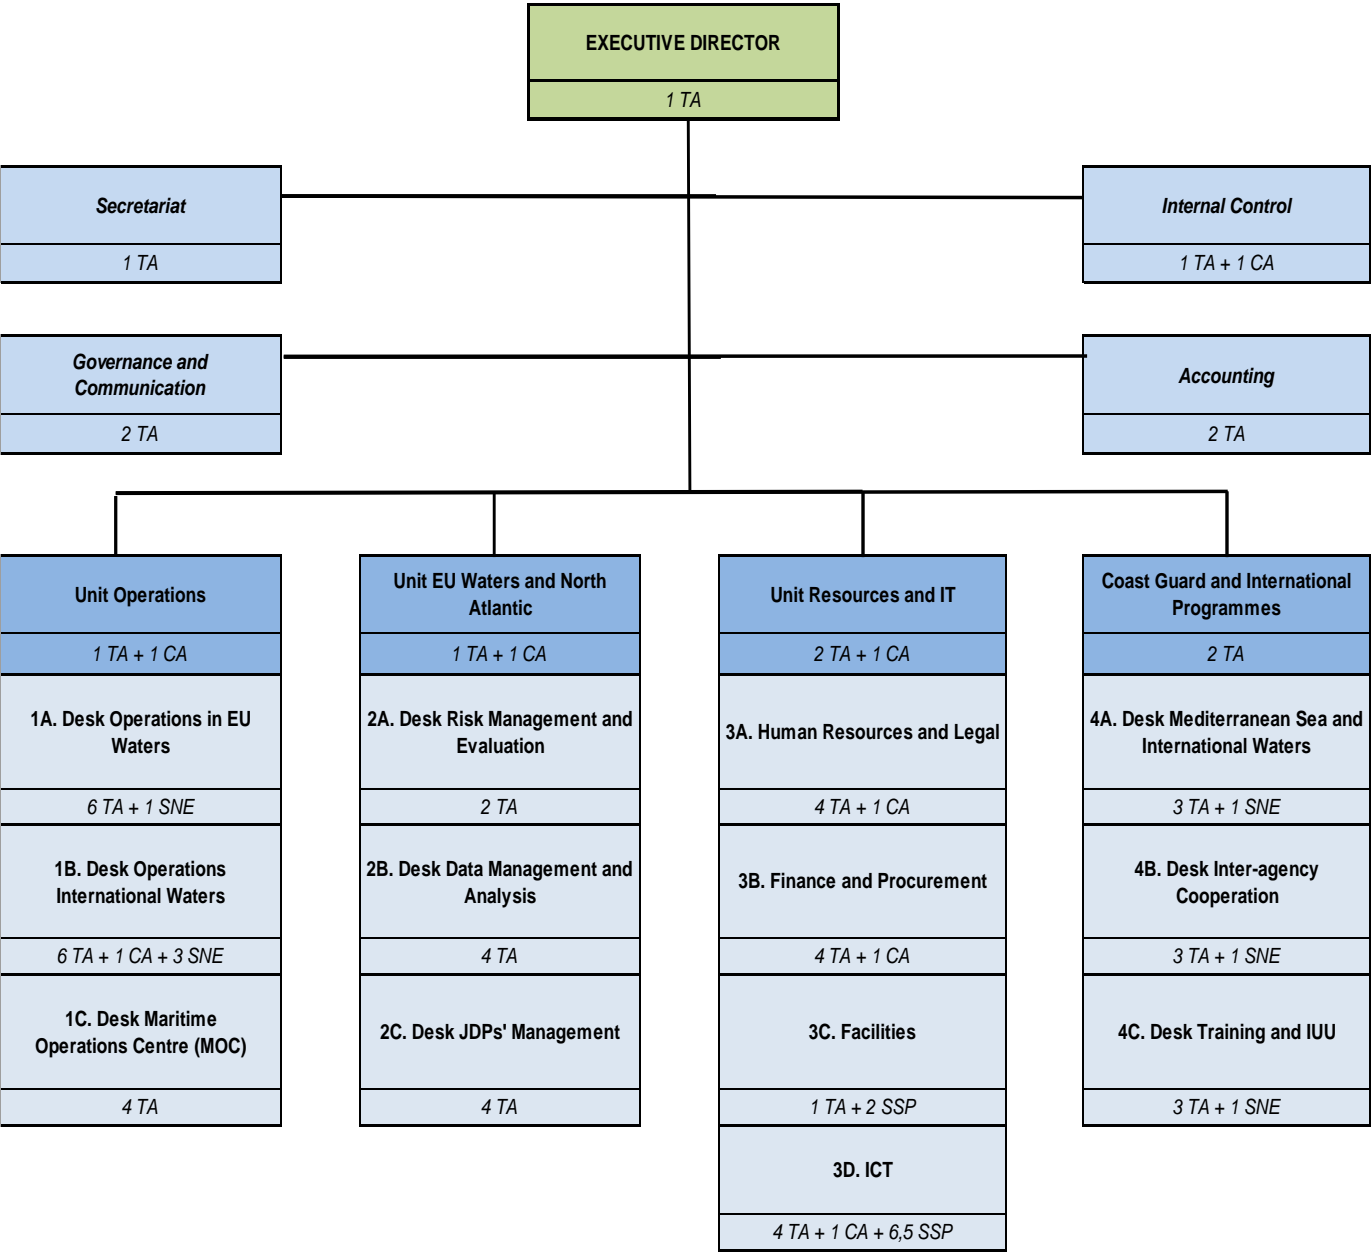 EXECUTIVE DIRECTOR
1 TA
Secretariat
1 TA
Internal Control
1 TA + 1 CA
Governance and
Communication
2 TA
Accounting
2 TA
Unit Operations
1 TA + 1 CA
1A. Desk Operations in EU
Waters
6 TA + 1 SNE
1B. Desk Operations
International Waters
6 TA + 1 CA + 3 SNE
1C. Desk Maritime
Operations Centre (MOC)
4 TA
Unit EU Waters and North
Atlantic
1 TA + 1 CA
2A. Desk Risk Management and
Evaluation
2 TA
2B. Desk Data Management and
Analysis
4 TA
2C. Desk JDPs' Management
4 TA
Unit Resources and IT
2 TA + 1 CA
3A. Human Resources and Legal
4 TA + 1 CA
3B. Finance and Procurement
4 TA + 1 CA
3C. Facilities
1 TA + 2 SSP
3D. ICT
4 TA + 1 CA + 6,5 SSP
Coast Guard and International
Programmes
2 TA
4A. Desk Mediterranean Sea and
International Waters
3 TA + 1 SNE
4B. Desk Inter-agency
Cooperation
3 TA + 1 SNE
4C. Desk Training and IUU
3 TA + 1 SNE